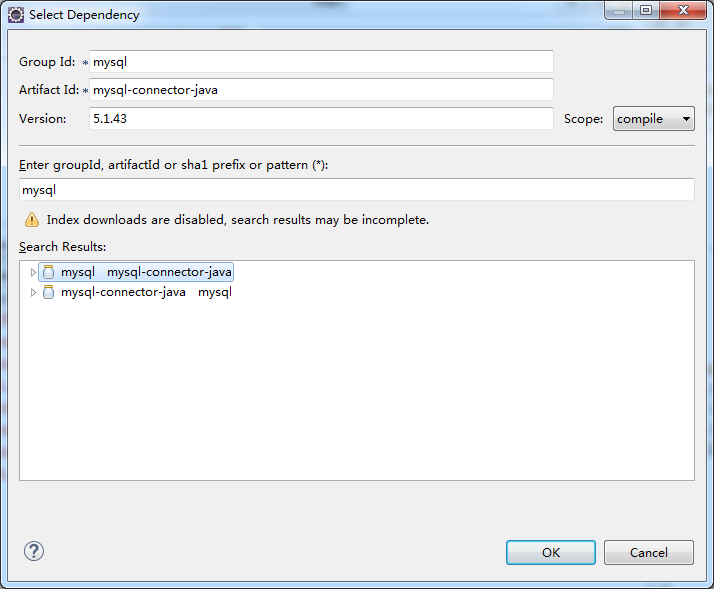 Select Dependency
Group Id: * mysql
Artifact Id: * mysql-connector-java
Version: 5.1.43 Scope: compile
Enter groupId, artifactId or sha1 prefix or pattern (*):
mysql
Index downloads are disabled, search results may be incomplete.
Search Results:
mysql mysql-connector-java
mysql-connector-java mysql
? OK Cancel